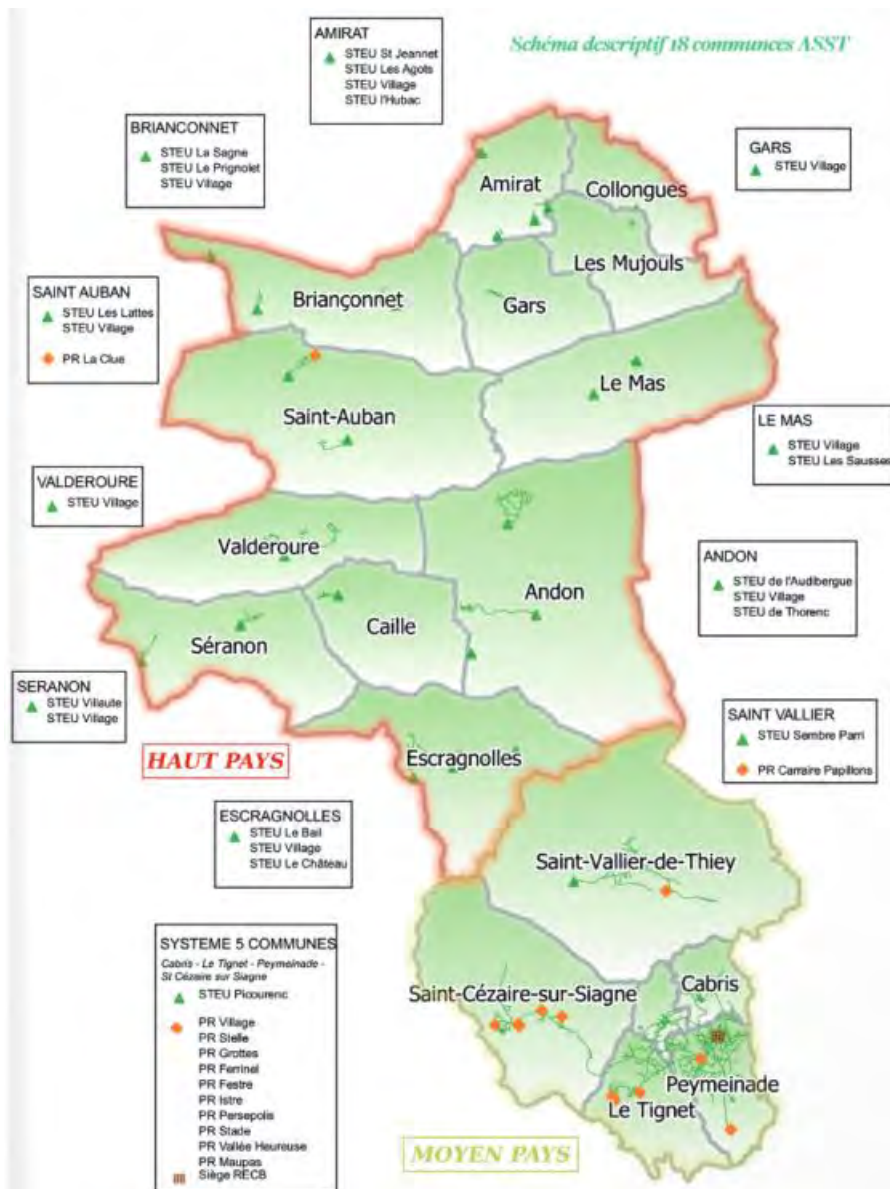 Schéma descriptif 18 communces ASST
AMIRAT
STEU St Jeannet
STEU Les Agots
STEU Village
STEU l'Hubac
BRIANCONNET
STEU La Sagne
STEU Le Prignolet
STEU Village
GARS
STEU Village
SAINT AUBAN
STEU Les Lattes
STEU Village
PR La Clue
LE MAS
STEU Village
STEU Les Sausses
VALDEROURE
STEU Village
ANDON
STEU de l'Audibergue
STEU Village
STEU de Thorenc
SERANON
STEU Villaute
STEU Village
SAINT VALLIER
STEU Sembre Parri
PR Carraire Papillons
ESCRAGNOLLES
STEU Le Bail
STEU Village
STEU Le Château
SYSTEME 5 COMMUNES
Cabris - Le Tignet - Peymeinade -
St Cézaire sur Siagne
STEU Picourenc
PR Village
PR Stelle
PR Grottes
PR Ferrinel
PR Festre
PR Istre
PR Persepolis
PR Stade
PR Vallée Heureuse
PR Maupas
Siège RECB
Amirat
Collongues
Les Mujouls
Briançonnet
Gars
Le Mas
Saint-Auban
Valderoure
Andon
Caille
Séranon
Escragnolles
HAUT PAYS
Saint-Vallier-de-Thiey
Saint-Cézaire-sur-Siagne
Cabris
Peymeinade
Le Tignet
MOYEN PAYS